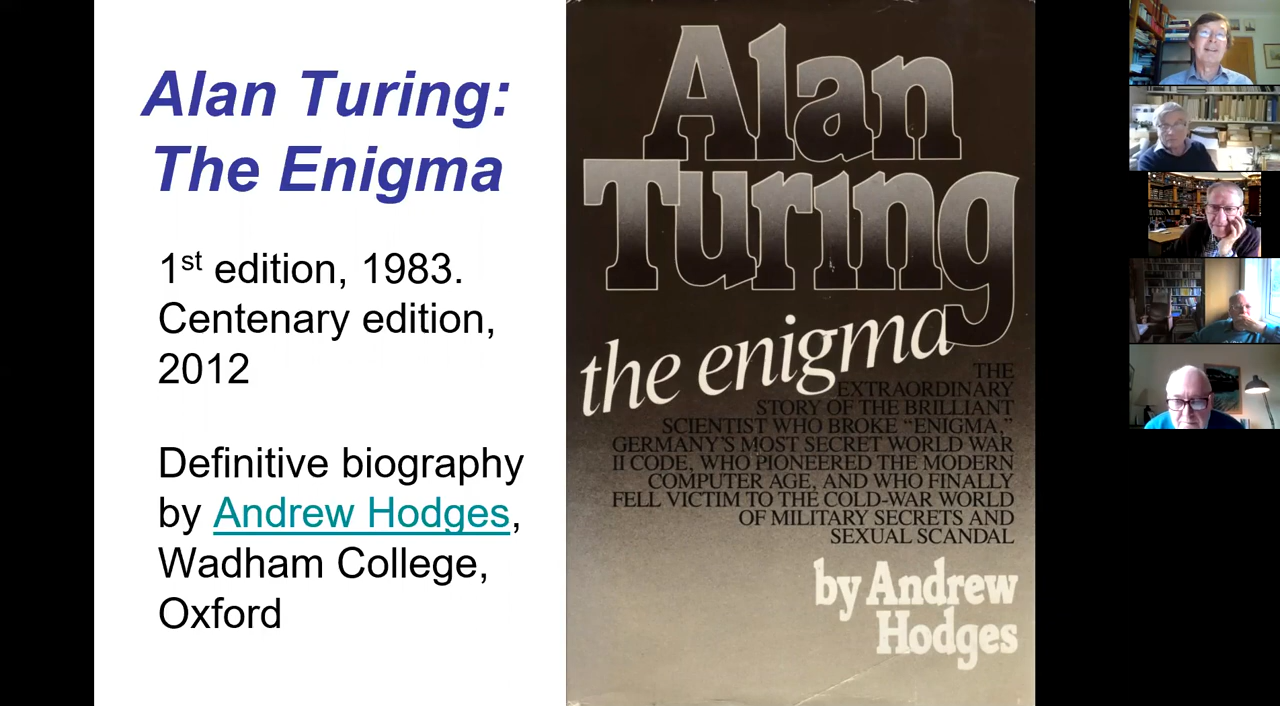 Alan Turing:
The Enigma
1st edition, 1983.
Centenary edition,
2012
Definitive biography
by Andrew Hodges,
Wadham College,
Oxford
Alan
Turing
the enigma
THE
EXTRAORDINARY
STORY OF THE BRILLIANT
SCIENTIST WHO BROKE “ENIGMA,”
GERMANY’S MOST SECRET WORLD WAR
II CODE, WHO PIONEERED THE MODERN
COMPUTER AGE, AND WHO FINALLY
FELL VICTIM TO THE COLD-WAR WORLD
OF MILITARY SECRETS AND
SEXUAL SCANDAL
by Andrew
Hodges